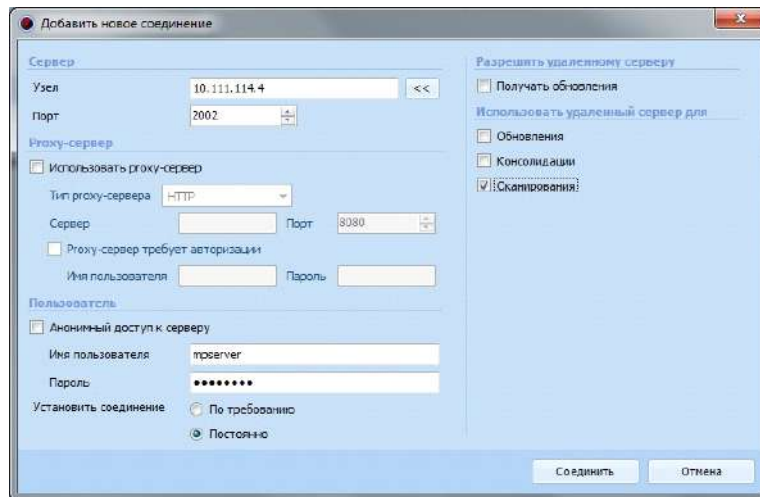 Добавить новое соединение
Сервер
Узел 10.111.114.4 <<
Порт 2002
Proxy-сервер
Использовать proxy-сервер
Тип proxy-сервера HTTP
Сервер Порт 8080
Proxy-сервер требует авторизации
Имя пользователя Пароль
Пользователь
Анонимный доступ к серверу
Имя пользователя mpserver
Пароль ••••••••
Установить соединение По требованию
Постоянно
Разрешить удаленному серверу
Получать обновления
Использовать удаленный сервер для
Обновления
Консолидации
Сканирования
Соединить Отмена